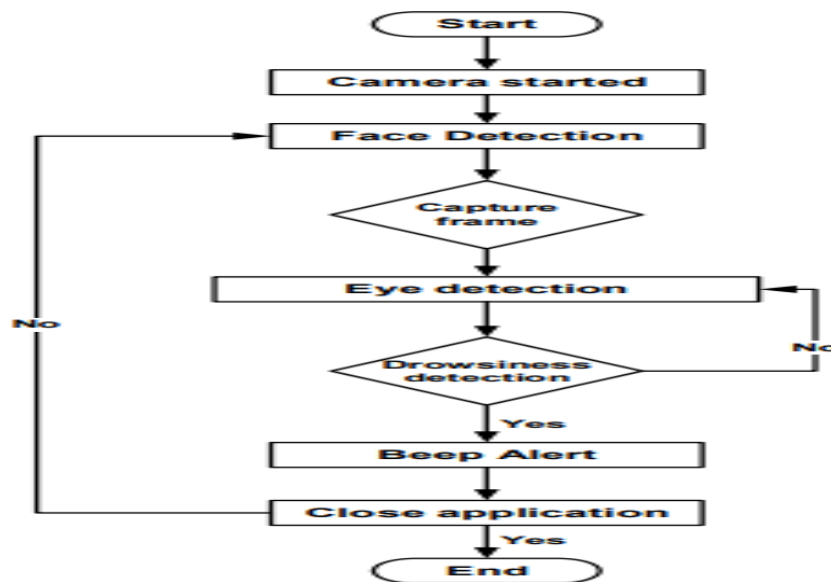 Start
Camera started
Face Detection
Capture
frame
Eye detection
No
No
Drowsiness
detection
Yes
Beep Alert
Close application
Yes
End